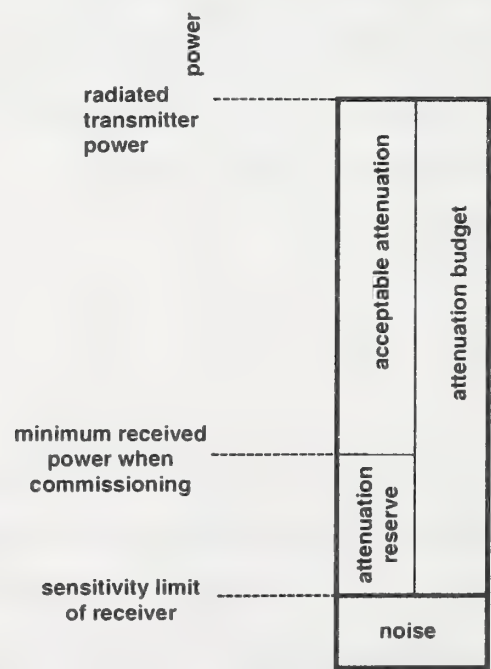 power
radiated
transmitter
power
acceptable attenuation
attenuation budget
minimum received
power when
commissioning
attenuation
reserve
sensitivity limit
of receiver
noise